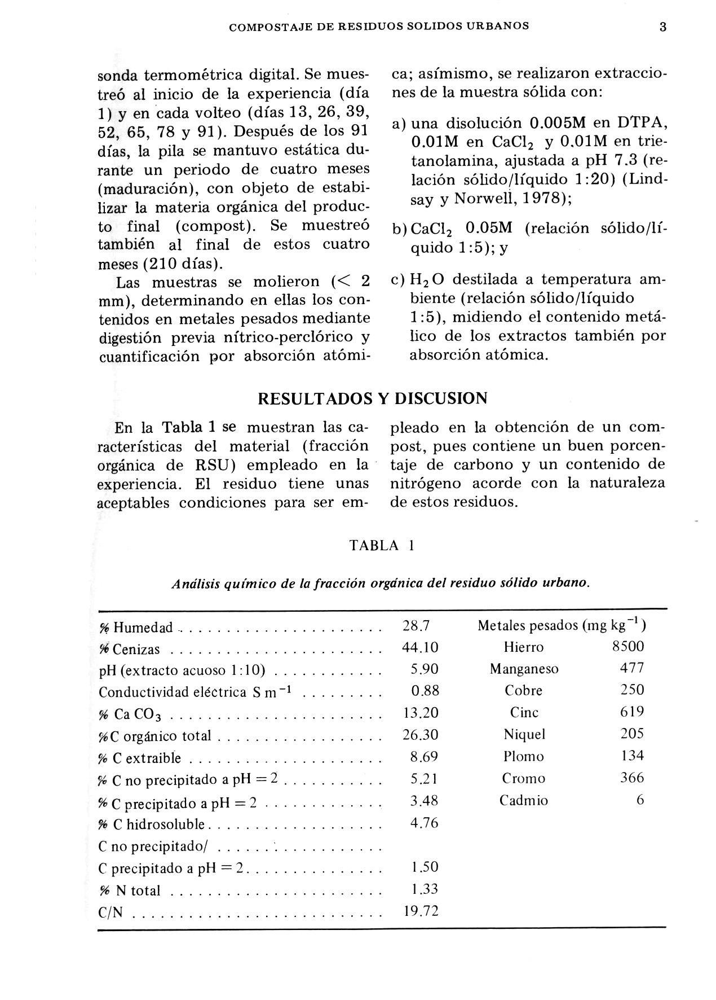 COMPOSTAJE DE RESIDUOS SOLIDOS URBANOS 3
sonda termométrica digital. Se mues-
treó al inicio de la experiencia (día
1) y en cada volteo (días 13, 26, 39,
52, 65, 78 y 91). Después de los 91
días, la pila se mantuvo estática du-
rante un periodo de cuatro meses
(maduración), con objeto de estabi-
lizar la materia orgánica del produc-
to final (compost). Se muestreó
también al final de estos cuatro
meses (210 días).
Las muestras se molieron (< 2
mm), determinando en ellas los con-
tenidos en metales pesados mediante
digestión previa nítrico-perclórico y
cuantificación por absorción atómi-
ca; asímismo, se realizaron extraccio-
nes de la muestra sólida con:
a) una disolución 0.005M en DTPA,
0.01M en CaCl₂ y 0.01M en trie-
tanolamina, ajustada a pH 7.3 (re-
lación sólido/líquido 1:20) (Lind-
say y Norwell, 1978);
b) CaCl₂ 0.05M (relación sólido/lí-
quido 1:5); y
c) H₂O destilada a temperatura am-
biente (relación sólido/líquido
1:5), midiendo el contenido metá-
lico de los extractos también por
absorción atómica.
RESULTADOS Y DISCUSION
En la Tabla 1 se muestran las ca-
racterísticas del material (fracción
orgánica de RSU) empleado en la
experiencia. El residuo tiene unas
aceptables condiciones para ser em-
pleado en la obtención de un com-
post, pues contiene un buen porcen-
taje de carbono y un contenido de
nitrógeno acorde con la naturaleza
de estos residuos.
TABLA 1
Análisis químico de la fracción orgánica del residuo sólido urbano.
% Humedad . . . . . . . . . . . . . . . . . . . . . . 28.7 Metales pesados (mg kg⁻¹)
% Cenizas . . . . . . . . . . . . . . . . . . . . . . . 44.10 Hierro 8500
pH (extracto acuoso 1:10) . . . . . . . . . . . . 5.90 Manganeso 477
Conductividad eléctrica S m⁻¹ . . . . . . . . . 0.88 Cobre 250
% Ca CO₃ . . . . . . . . . . . . . . . . . . . . . . . 13.20 Cinc 619
% C orgánico total . . . . . . . . . . . . . . . . . . 26.30 Niquel 205
% C extraible . . . . . . . . . . . . . . . . . . . . . 8.69 Plomo 134
% C no precipitado a pH = 2 . . . . . . . . . . . 5.21 Cromo 366
% C precipitado a pH = 2 . . . . . . . . . . . . . 3.48 Cadmio 6
% C hidrosoluble . . . . . . . . . . . . . . . . . . . 4.76
C no precipitado/ . . . . . . . . . . . . . . . . . .
C precipitado a pH = 2 . . . . . . . . . . . . . . . 1.50
% N total . . . . . . . . . . . . . . . . . . . . . . . 1.33
C/N . . . . . . . . . . . . . . . . . . . . . . . . . . . 19.72